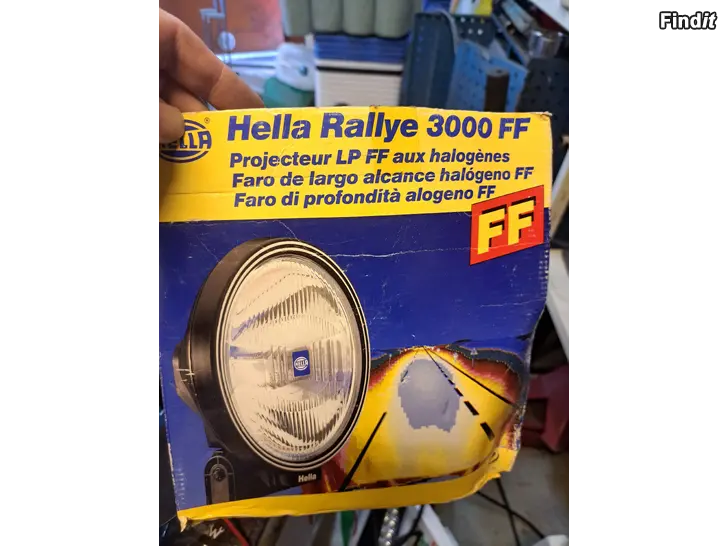 Findit
HELLA
Hella Rallye 3000 FF
Projecteur LP FF aux halogènes
Faro de largo alcance halógeno FF
Faro di profondità alogeno FF
FF
HELLA
Hella